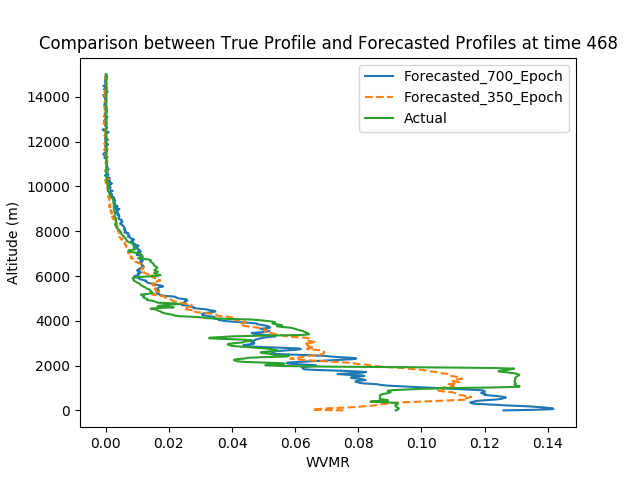 Comparison between True Profile and Forecasted Profiles at time 468
Forecasted_700_Epoch
Forecasted_350_Epoch
Actual
14000
12000
10000
8000
6000
4000
2000
0
Altitude (m)
0.00 0.02 0.04 0.06 0.08 0.10 0.12 0.14
WVMR